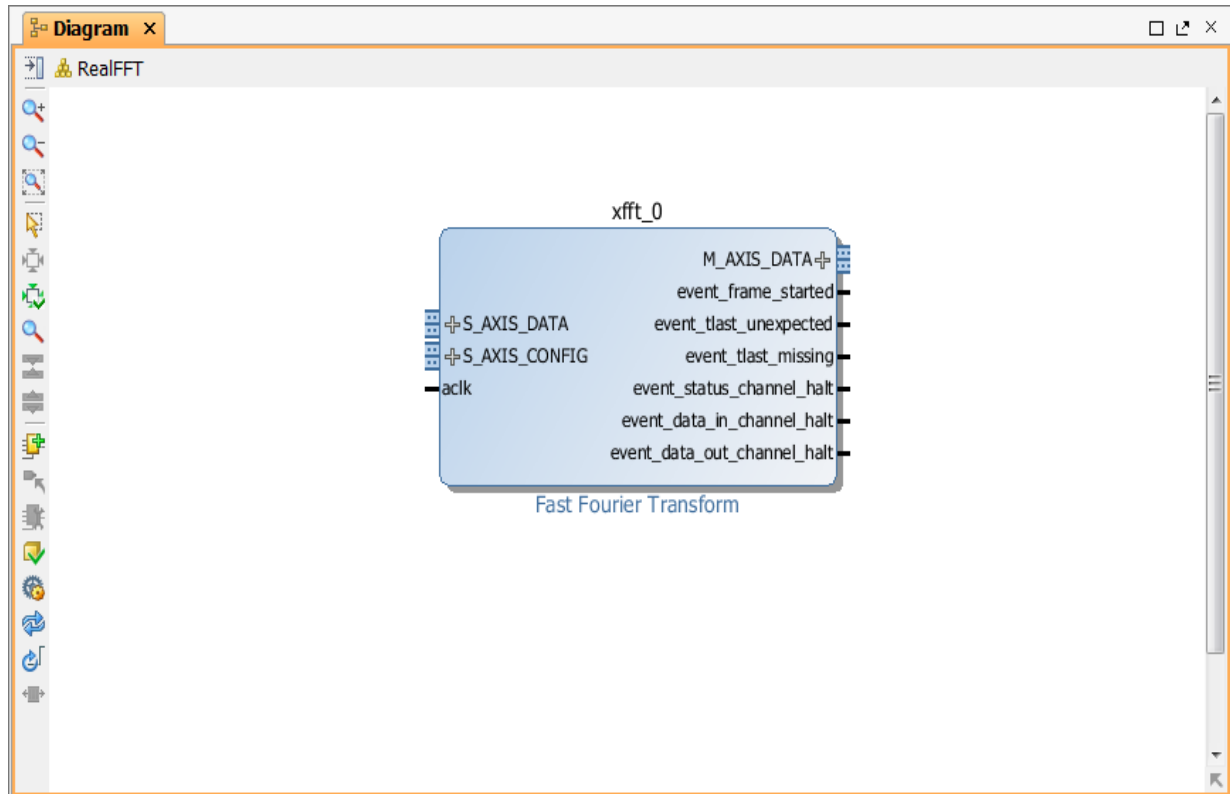 Diagram
RealFFT
xfft_0
M_AXIS_DATA
event_frame_started
S_AXIS_DATA
event_tlast_unexpected
S_AXIS_CONFIG
event_tlast_missing
aclk
event_status_channel_halt
event_data_in_channel_halt
event_data_out_channel_halt
Fast Fourier Transform